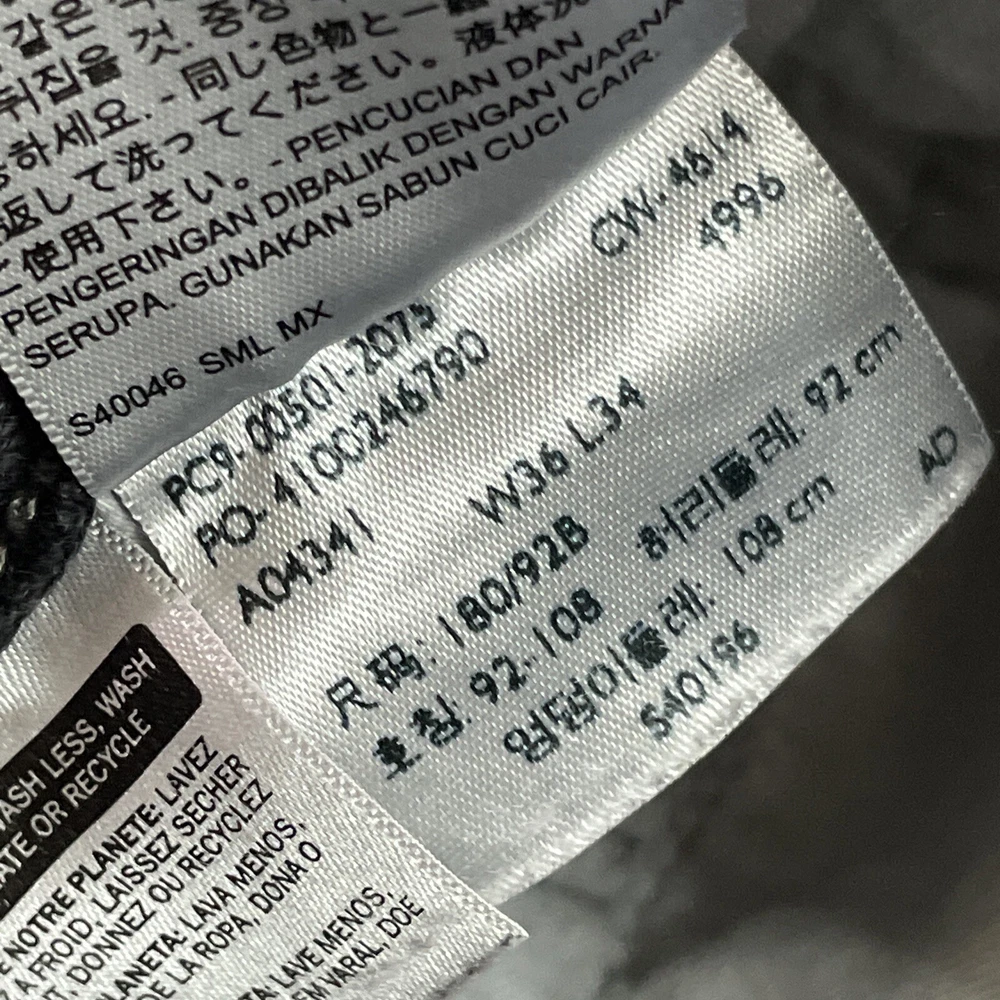 같은
뒤집을 것. 중성
하세요. - 同じ色物と一緒
返して洗ってください。液体洗
ご使用下さい。 - PENCUCIAN DAN
PENGERINGAN DIBALIK DENGAN WARNA
SERUPA. GUNAKAN SABUN CUCI CAIR.
S40046 SML MX
CW- 4614
4996
PC9-00501-2075
PO- 4100246790
A04341 W36 L34
尺码: 180/92B 허리둘레: 92 cm
호칭: 92-108
엉덩이둘레: 108 cm AD
S40196
WASH LESS, WASH
OR RECYCLE
NOTRE PLANETE: LAVEZ
A FROID, LAISSEZ SECHER
DONNEZ OU RECYCLEZ
PLANETA: LAVA MENOS,
DE LA ROPA, DONA O
LAVE MENOS,
EM VARAL, DOE